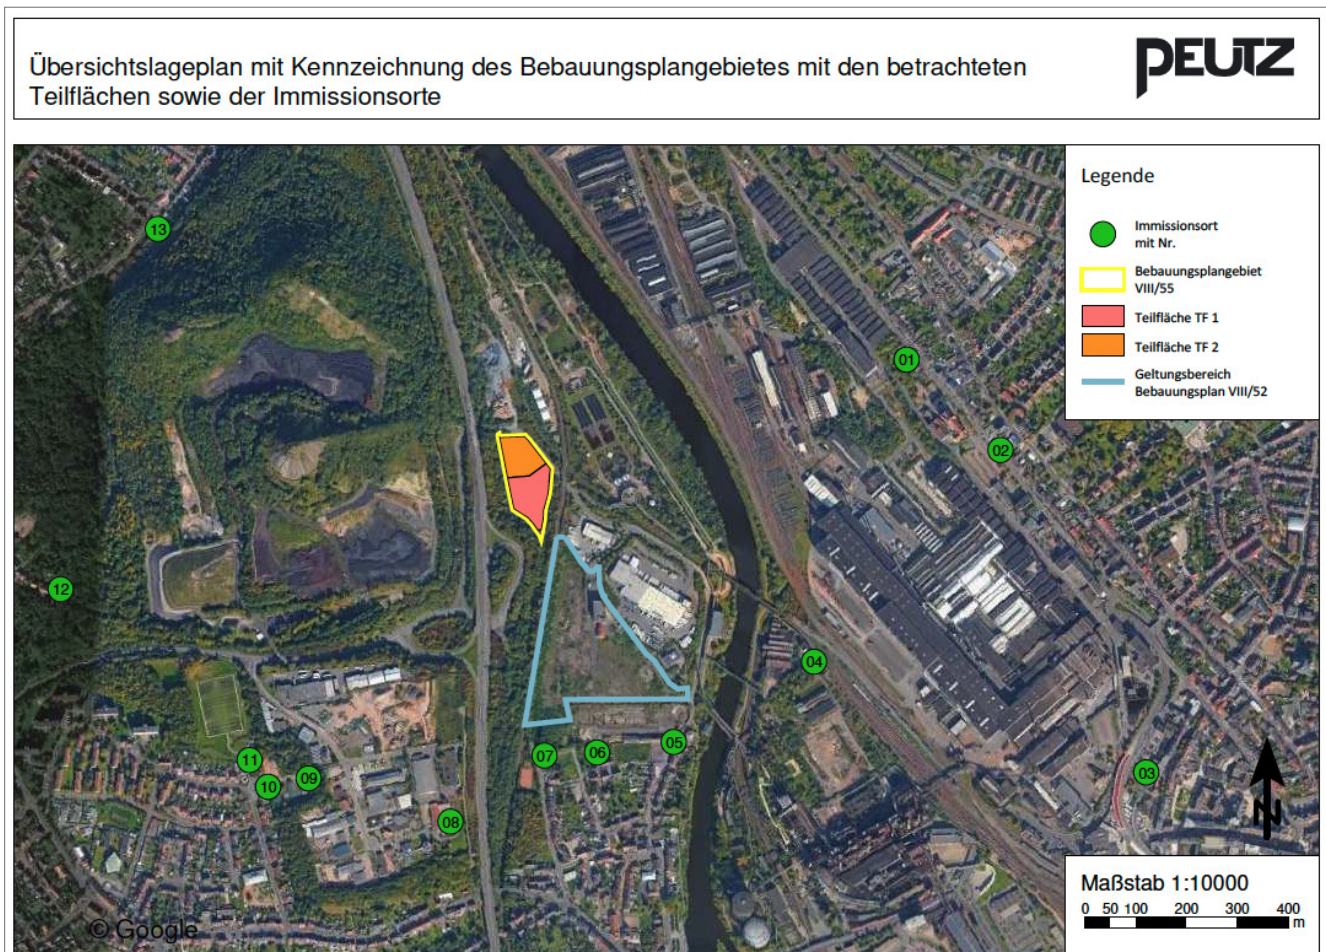 Übersichtslageplan mit Kennzeichnung des Bebauungsplangebietes mit den betrachteten
Teilflächen sowie der Immissionsorte
PEUTZ
Legende
Immissionsort
mit Nr.
Bebauungsplangebiet
VIII/55
Teilfläche TF 1
Teilfläche TF 2
Geltungsbereich
Bebauungsplan VIII/52
13
01
02
12
04
05
06
07
03
11
09
10
08
N
Maßstab 1:10000
0 50 100 200 300 400
m
© Google